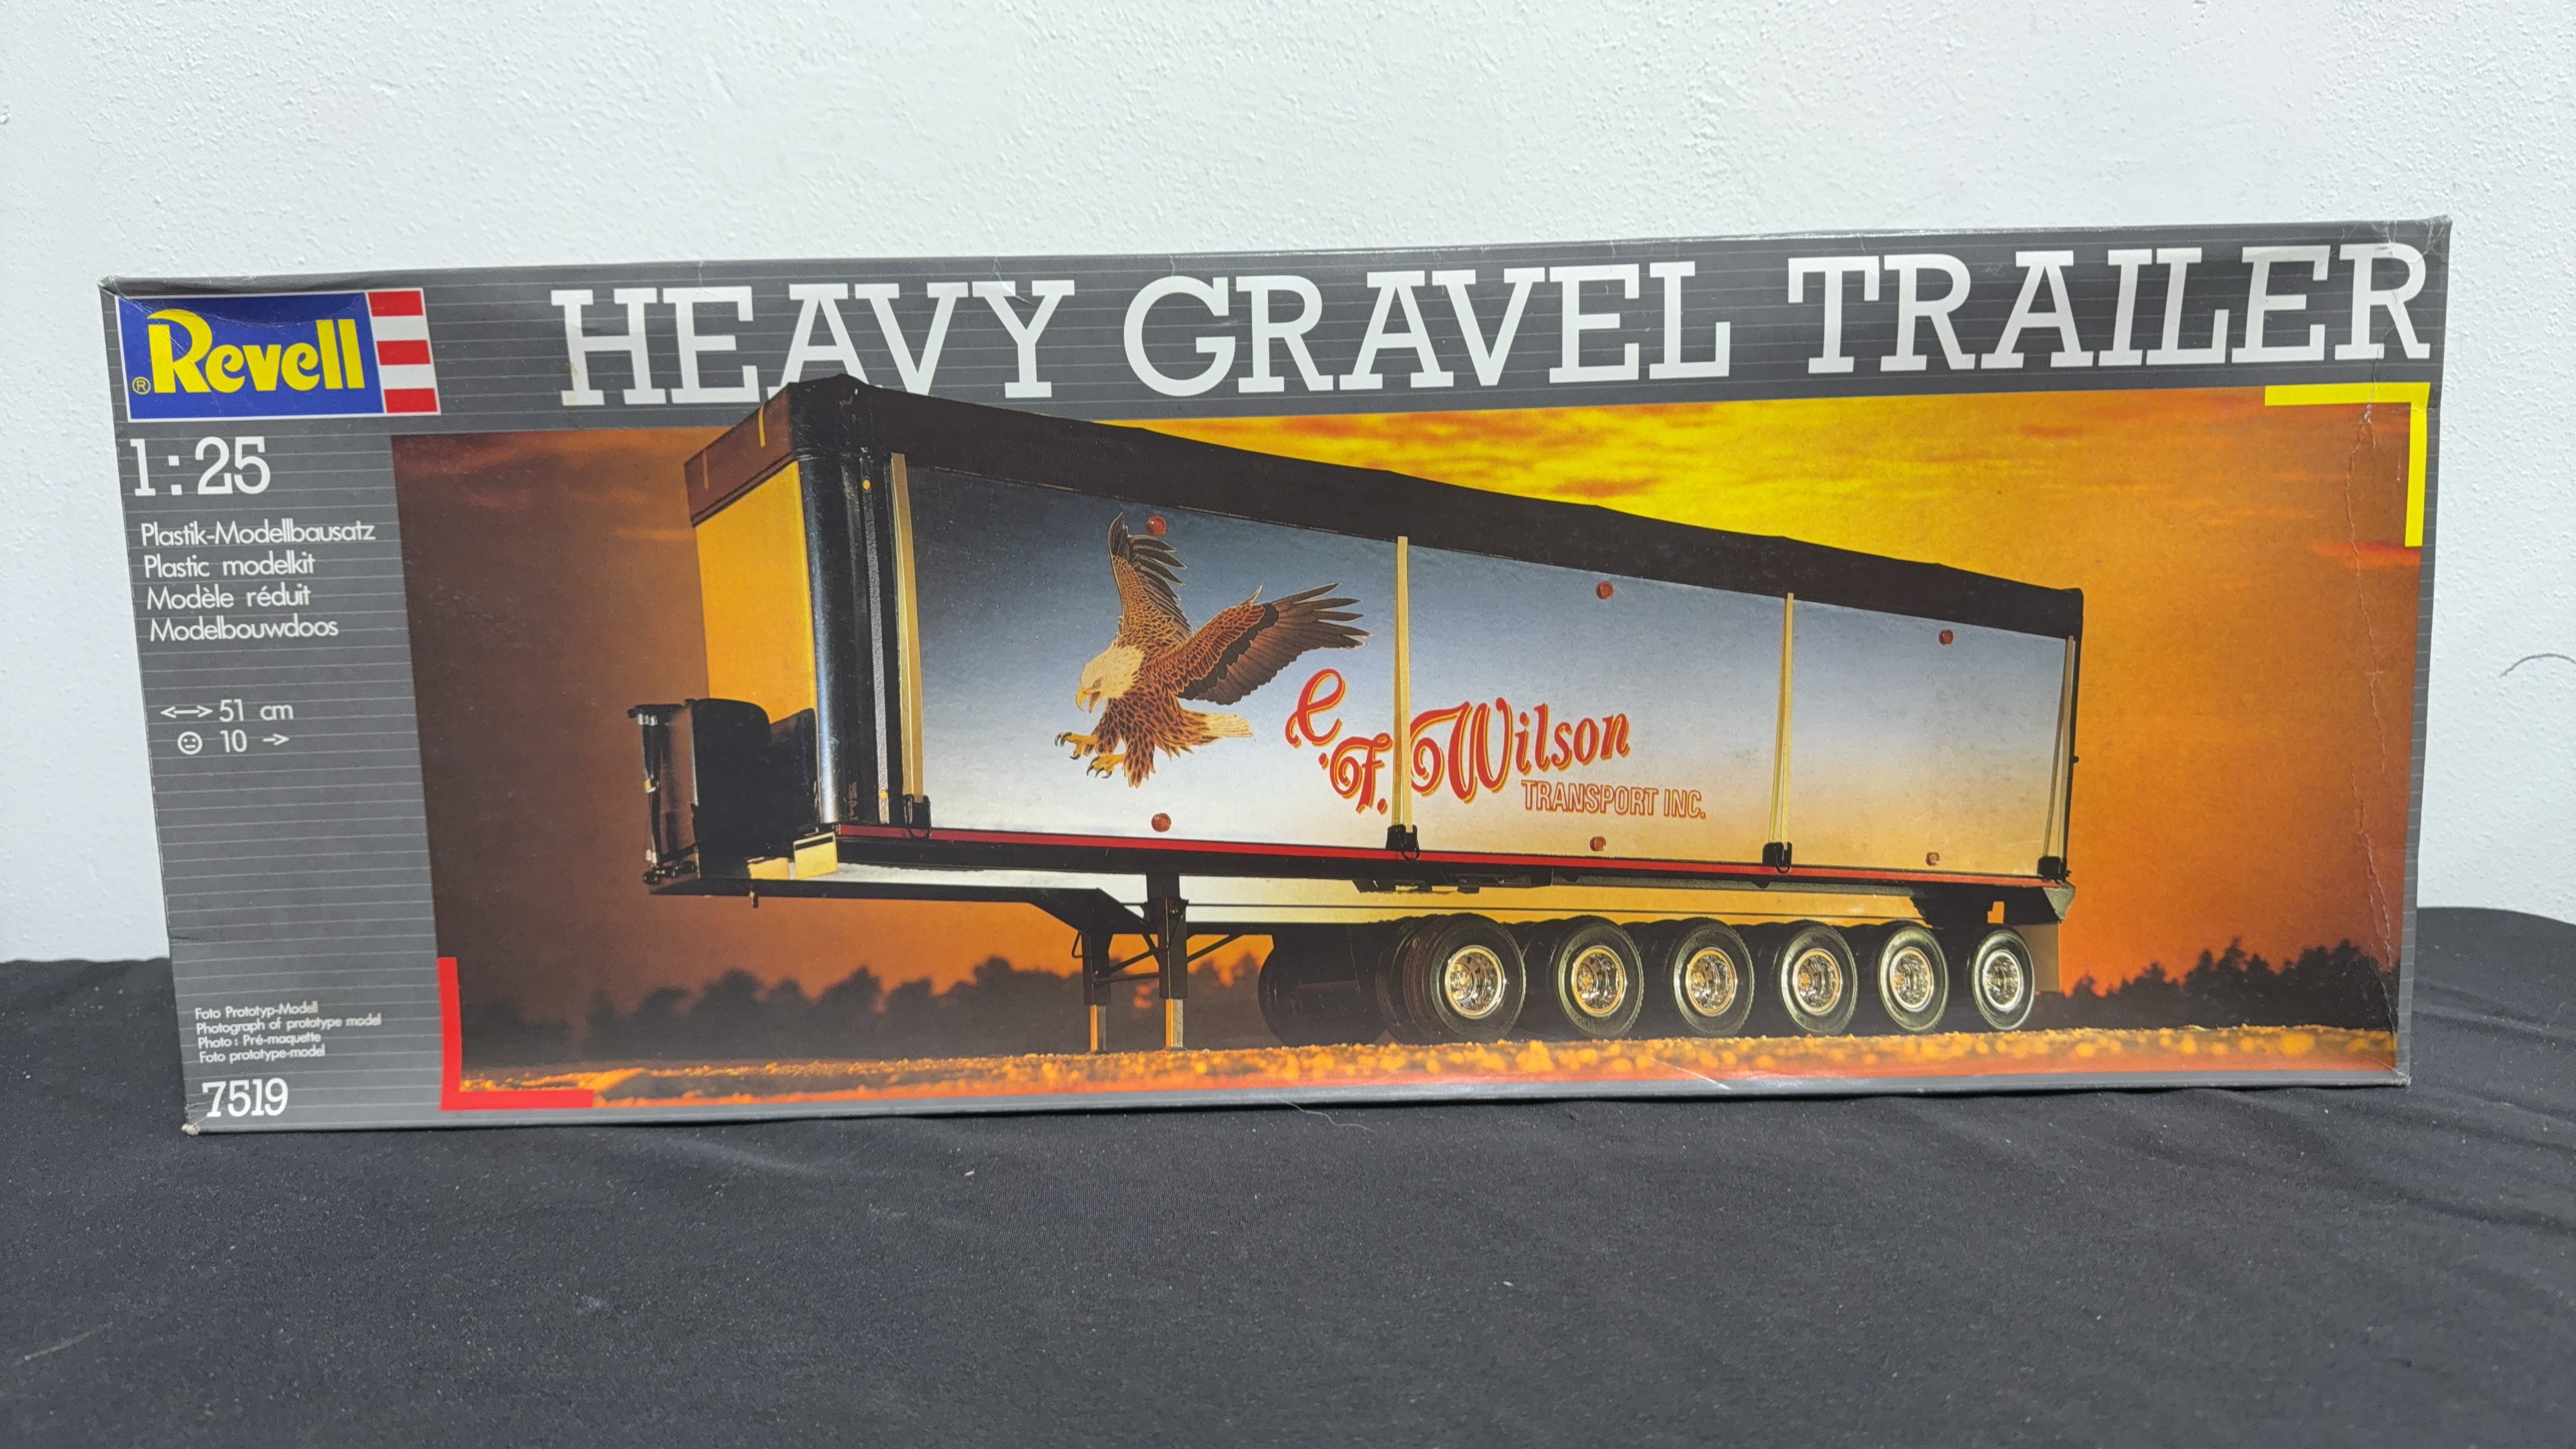 Revell
®
HEAVY GRAVEL TRAILER
1:25
Plastik-Modellbausatz
Plastic modelkit
Modèle réduit
Modelbouwdoos
51 cm
10
e.F. Wilson
TRANSPORT INC.
Foto Prototyp-Modell
Photograph of prototype model
Photo: Pré-maquette
Foto prototype-model
7519